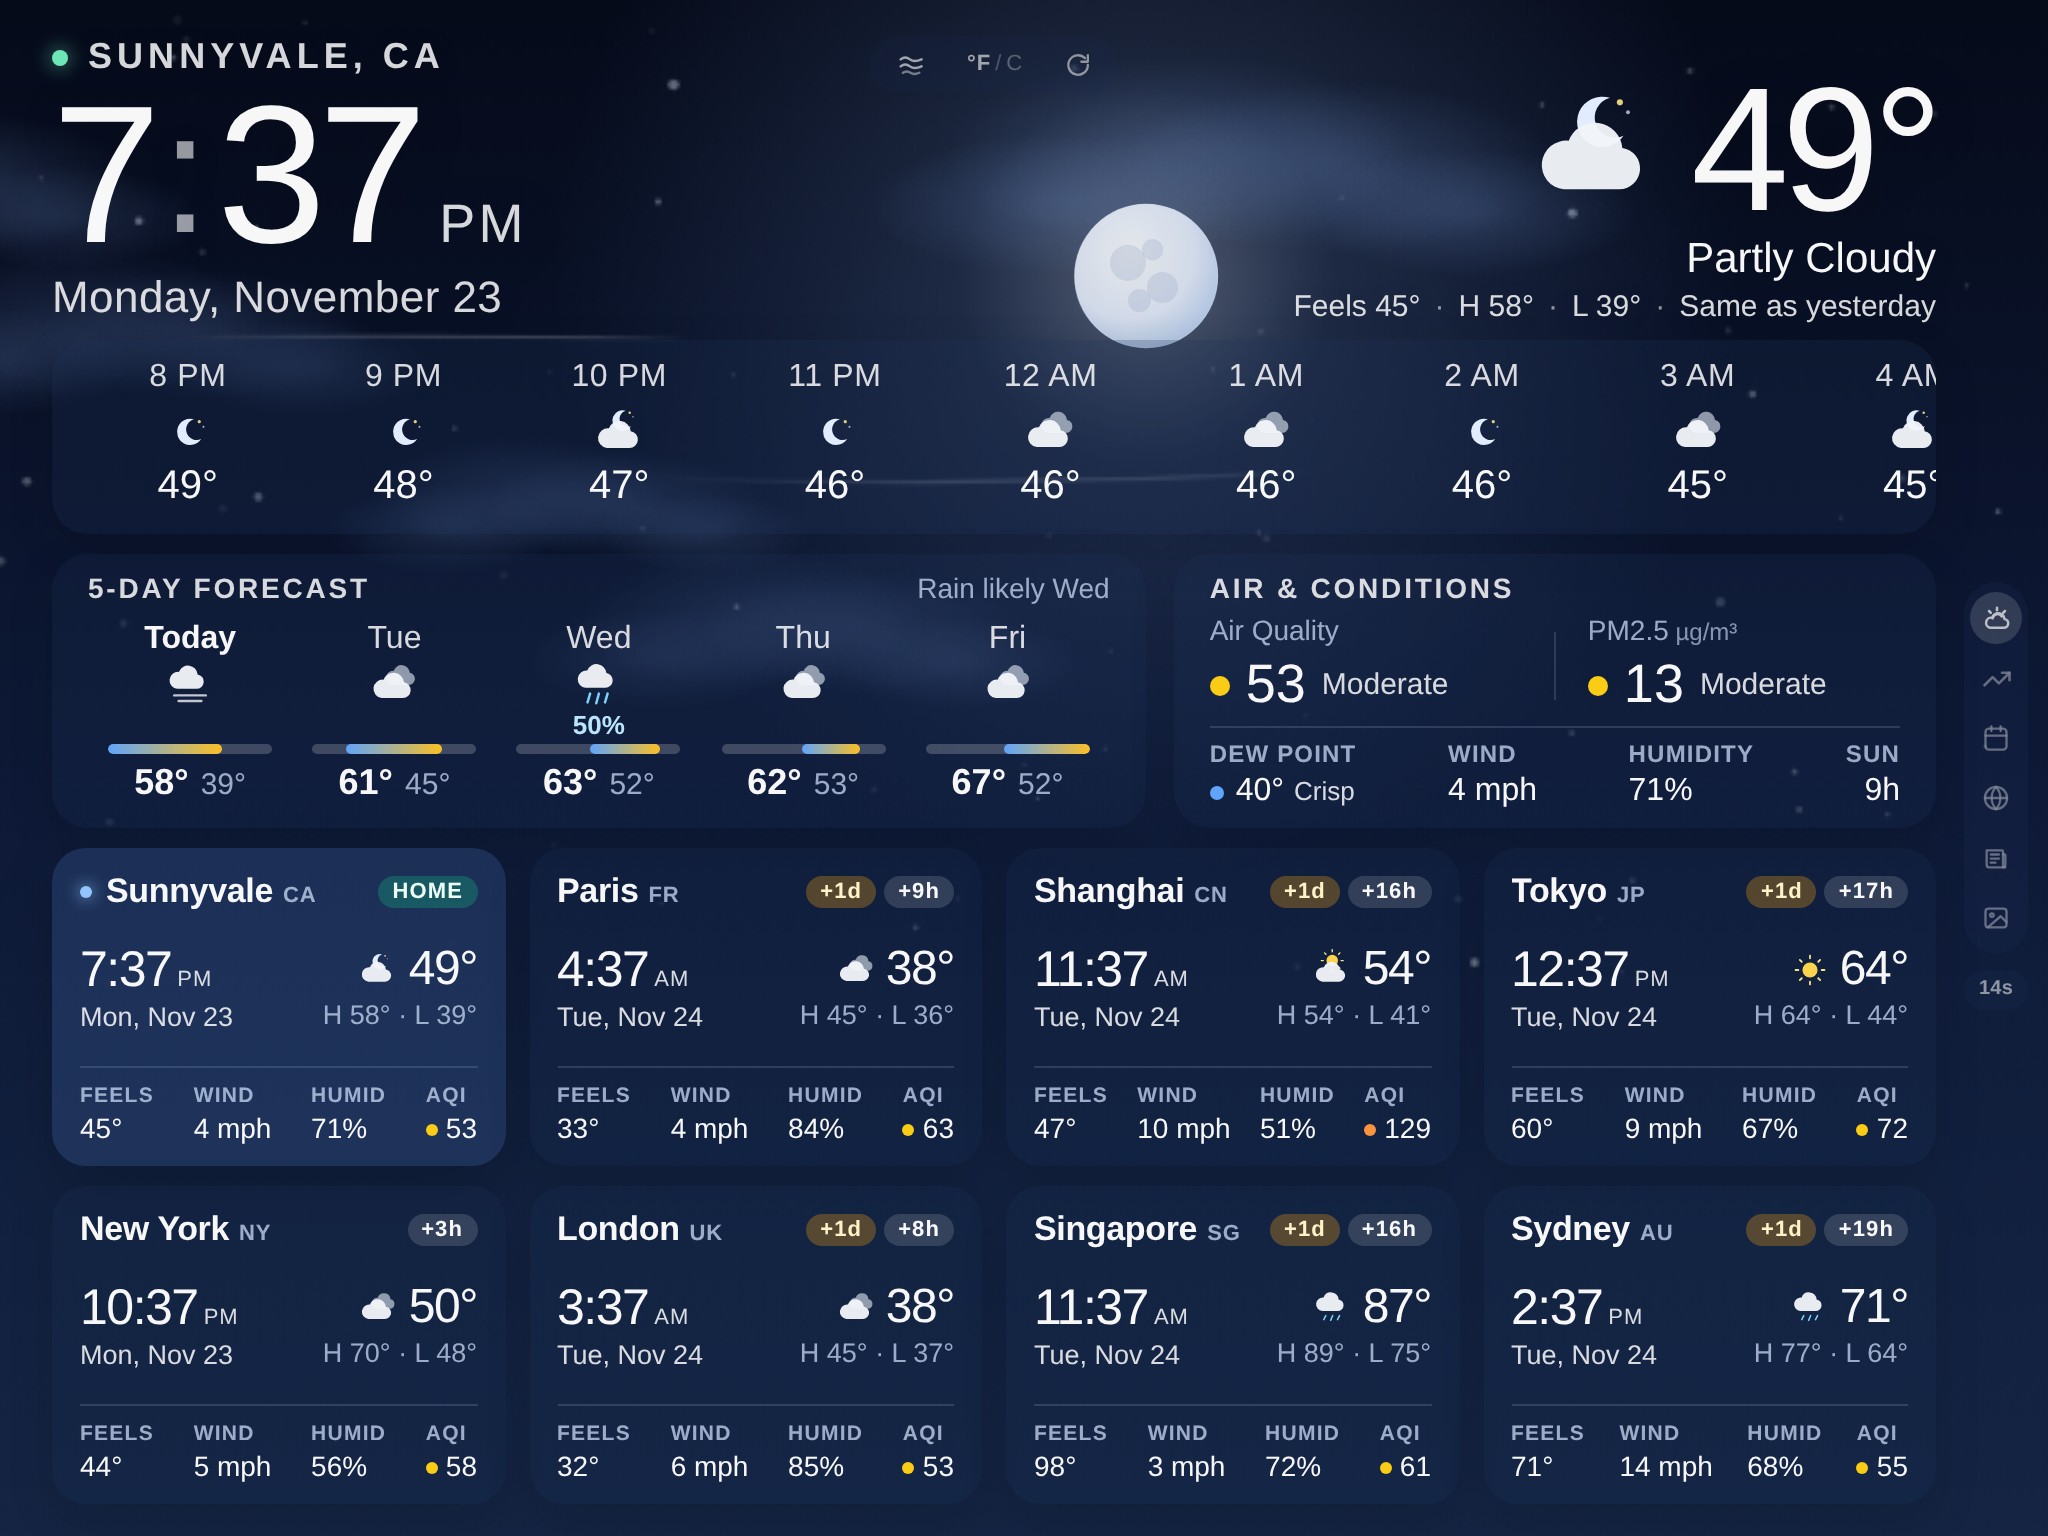 SUNNYVALE, CA
°F / C
7:37 PM
49°
Monday, November 23
Partly Cloudy
Feels 45° · H 58° · L 39° · Same as yesterday
8 PM 9 PM 10 PM 11 PM 12 AM 1 AM 2 AM 3 AM 4 AM
49° 48° 47° 46° 46° 46° 46° 45° 45°
5-DAY FORECAST Rain likely Wed
Today Tue Wed Thu Fri
50%
58° 39° 61° 45° 63° 52° 62° 53° 67° 52°
AIR & CONDITIONS
Air Quality PM2.5 µg/m³
53 Moderate 13 Moderate
DEW POINT WIND HUMIDITY SUN
40° Crisp 4 mph 71% 9h
Sunnyvale CA HOME
7:37 PM 49°
Mon, Nov 23 H 58° · L 39°
FEELS WIND HUMID AQI
45° 4 mph 71% 53
Paris FR +1d +9h
4:37 AM 38°
Tue, Nov 24 H 45° · L 36°
FEELS WIND HUMID AQI
33° 4 mph 84% 63
Shanghai CN +1d +16h
11:37 AM 54°
Tue, Nov 24 H 54° · L 41°
FEELS WIND HUMID AQI
47° 10 mph 51% 129
Tokyo JP +1d +17h
12:37 PM 64°
Tue, Nov 24 H 64° · L 44°
FEELS WIND HUMID AQI
60° 9 mph 67% 72
14s
New York NY +3h
10:37 PM 50°
Mon, Nov 23 H 70° · L 48°
FEELS WIND HUMID AQI
44° 5 mph 56% 58
London UK +1d +8h
3:37 AM 38°
Tue, Nov 24 H 45° · L 37°
FEELS WIND HUMID AQI
32° 6 mph 85% 53
Singapore SG +1d +16h
11:37 AM 87°
Tue, Nov 24 H 89° · L 75°
FEELS WIND HUMID AQI
98° 3 mph 72% 61
Sydney AU +1d +19h
2:37 PM 71°
Tue, Nov 24 H 77° · L 64°
FEELS WIND HUMID AQI
71° 14 mph 68% 55